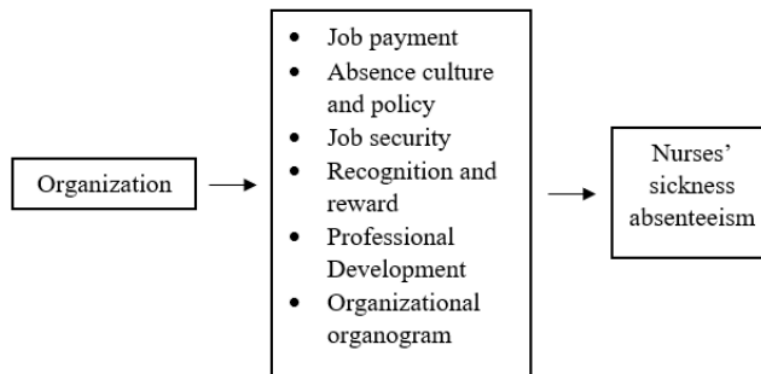 Organization
• Job payment
• Absence culture
and policy
• Job security
• Recognition and
reward
• Professional
Development
• Organizational
organogram
Nurses’
sickness
absenteeism